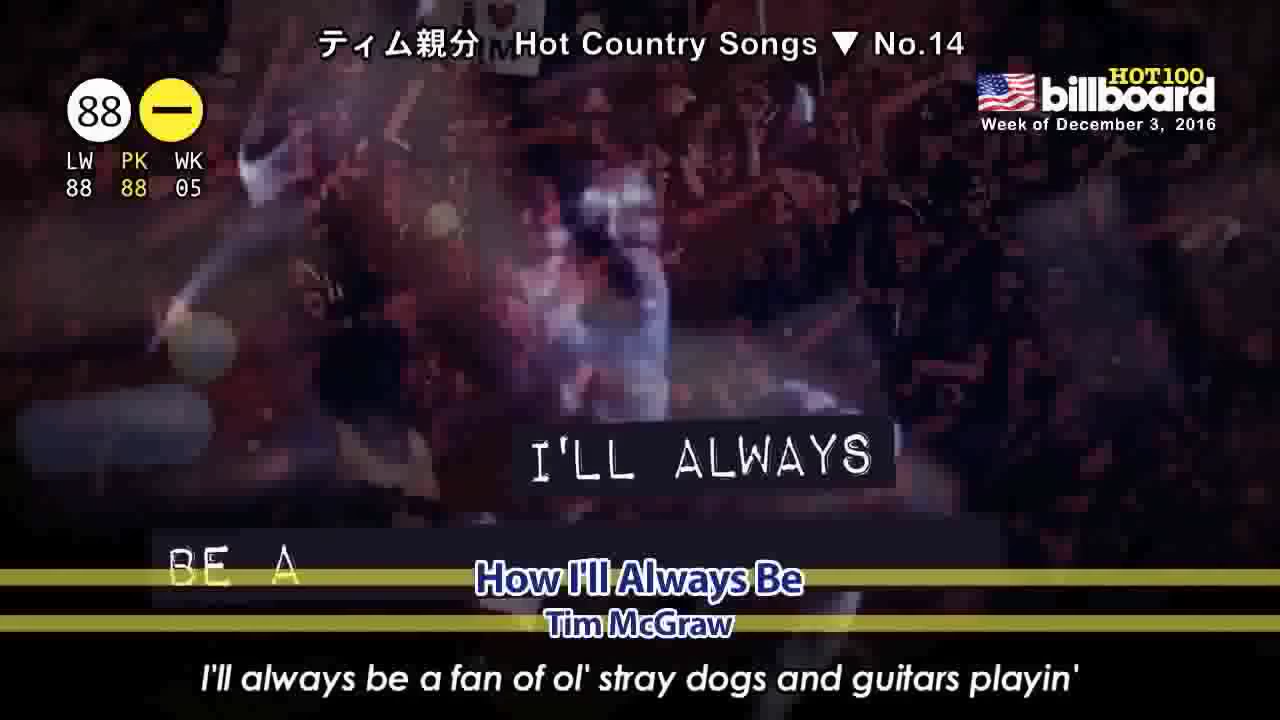 ティム親分 Hot Country Songs ▼ No.14
HOT100
billboard
Week of December 3, 2016
88 −
LW PK WK
88 88 05
I'LL ALWAYS
BE A
How I'll Always Be
Tim McGraw
I'll always be a fan of ol' stray dogs and guitars playin'